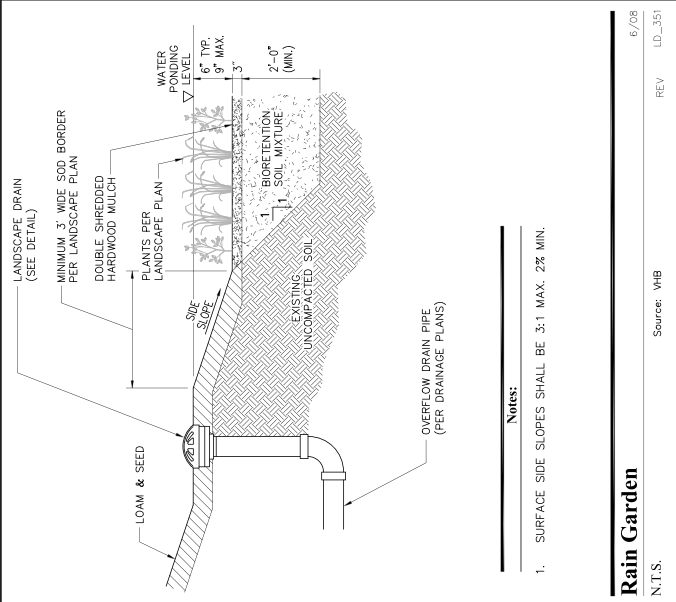 LANDSCAPE DRAIN
(SEE DETAIL)
MINIMUM 3' WIDE SOD BORDER
PER LANDSCAPE PLAN
DOUBLE SHREDDED
HARDWOOD MULCH
PLANTS PER
LANDSCAPE PLAN
WATER
PONDING
LEVEL
6" TYP.
9" MAX.
3"
2'-0"
(MIN.)
LOAM & SEED
SIDE
SLOPE
BIORETENTION
SOIL MIXTURE
1
1
EXISTING
UNCOMPACTED SOIL
OVERFLOW DRAIN PIPE
(PER DRAINAGE PLANS)
Notes:
1. SURFACE SIDE SLOPES SHALL BE 3:1 MAX. 2% MIN.
Rain Garden
6/08
N.T.S.
Source: VHB
REV
LD_351